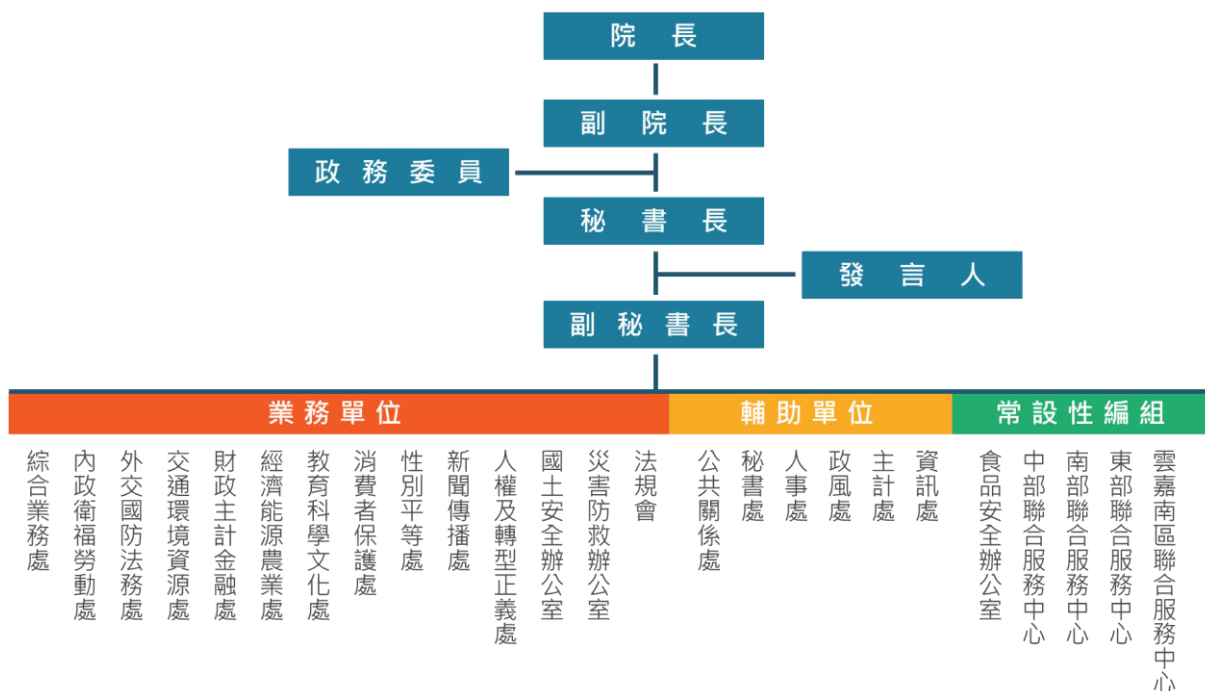 院長
副院長
政務委員
秘書長
發言人
副秘書長
業務單位
輔助單位
常設性編組
綜合業務處
內政衛福勞動處
外交國防法務處
交通環境資源處
財政主計金融處
經濟能源農業處
教育科學文化處
消費者保護處
性別平等處
新聞傳播處
人權及轉型正義處
國土安全辦公室
災害防救辦公室
法規會
公共關係處
秘書處
人事處
政風處
主計處
資訊處
食品安全辦公室
中部聯合服務中心
南部聯合服務中心
東部聯合服務中心
雲嘉南區聯合服務中心